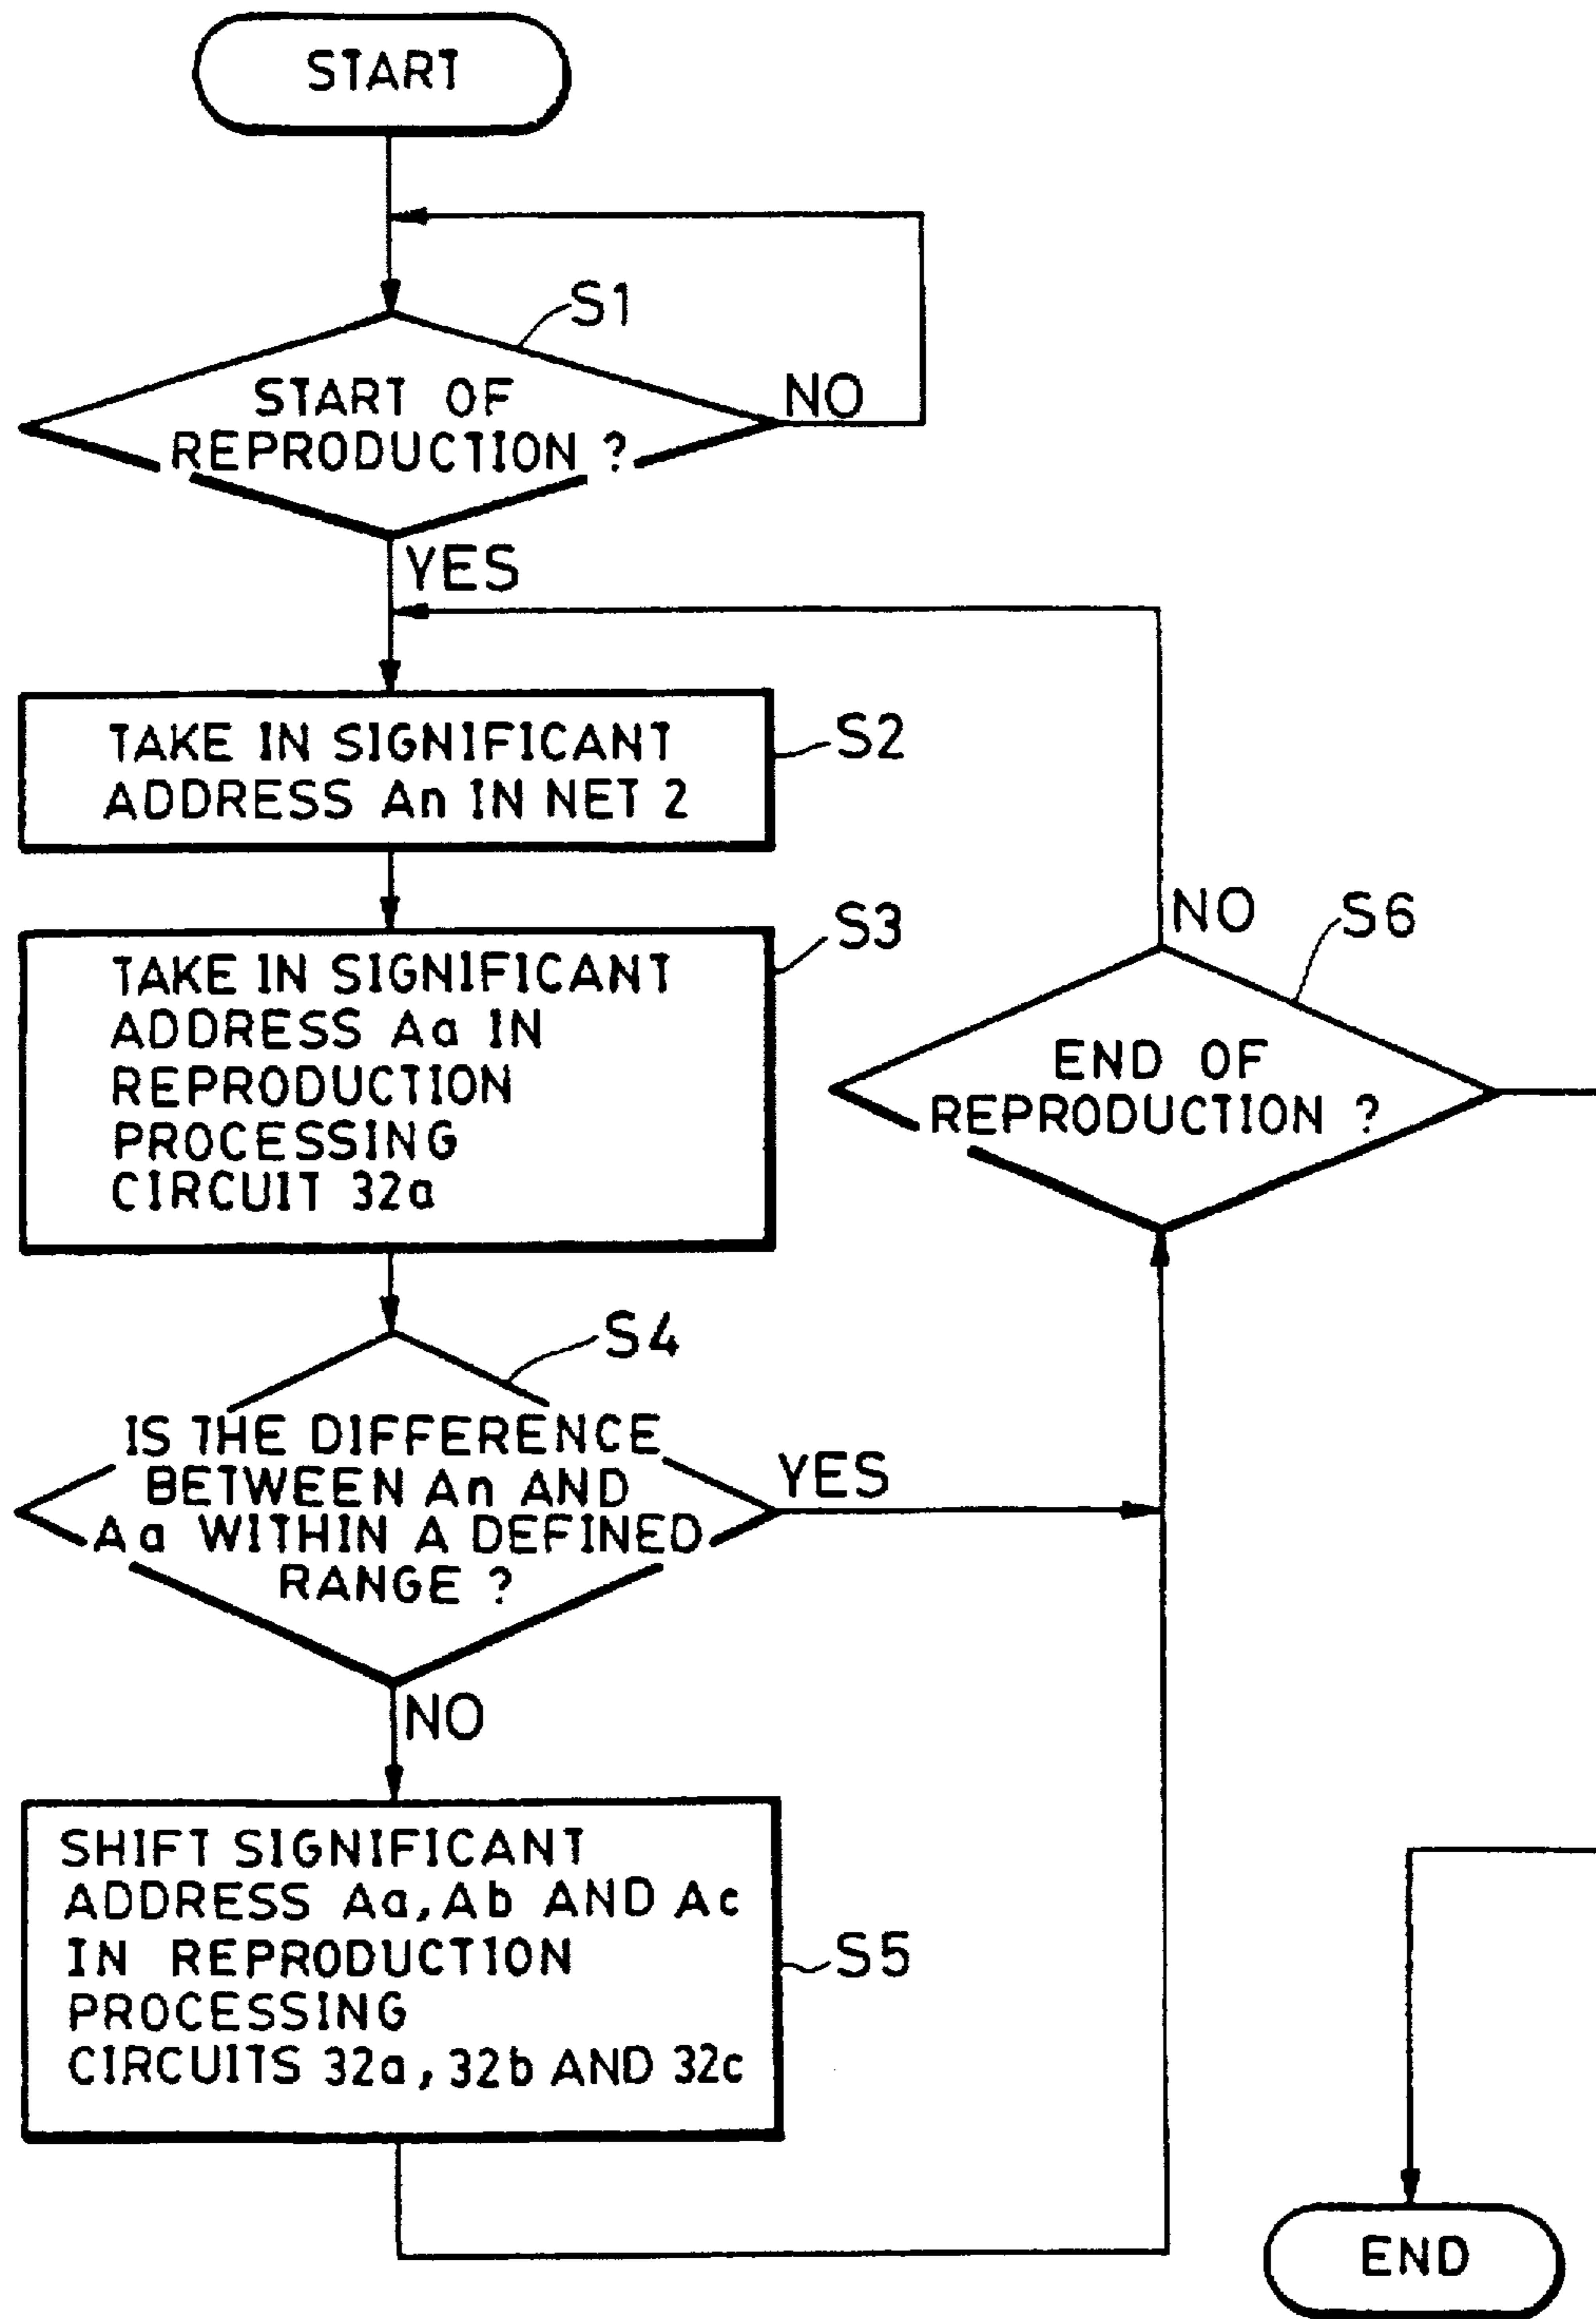 START
S1
START OF
REPRODUCTION ?
NO
YES
TAKE IN SIGNIFICANT
ADDRESS An IN NET 2
S2
TAKE IN SIGNIFICANT
ADDRESS Aa IN
REPRODUCTION
PROCESSING
CIRCUIT 32a
S3
IS THE DIFFERENCE
BETWEEN An AND
Aa WITHIN A DEFINED
RANGE ?
S4
YES
NO
SHIFT SIGNIFICANT
ADDRESS Aa, Ab AND Ac
IN REPRODUCTION
PROCESSING
CIRCUITS 32a, 32b AND 32c
S5
NO
S6
END OF
REPRODUCTION ?
END